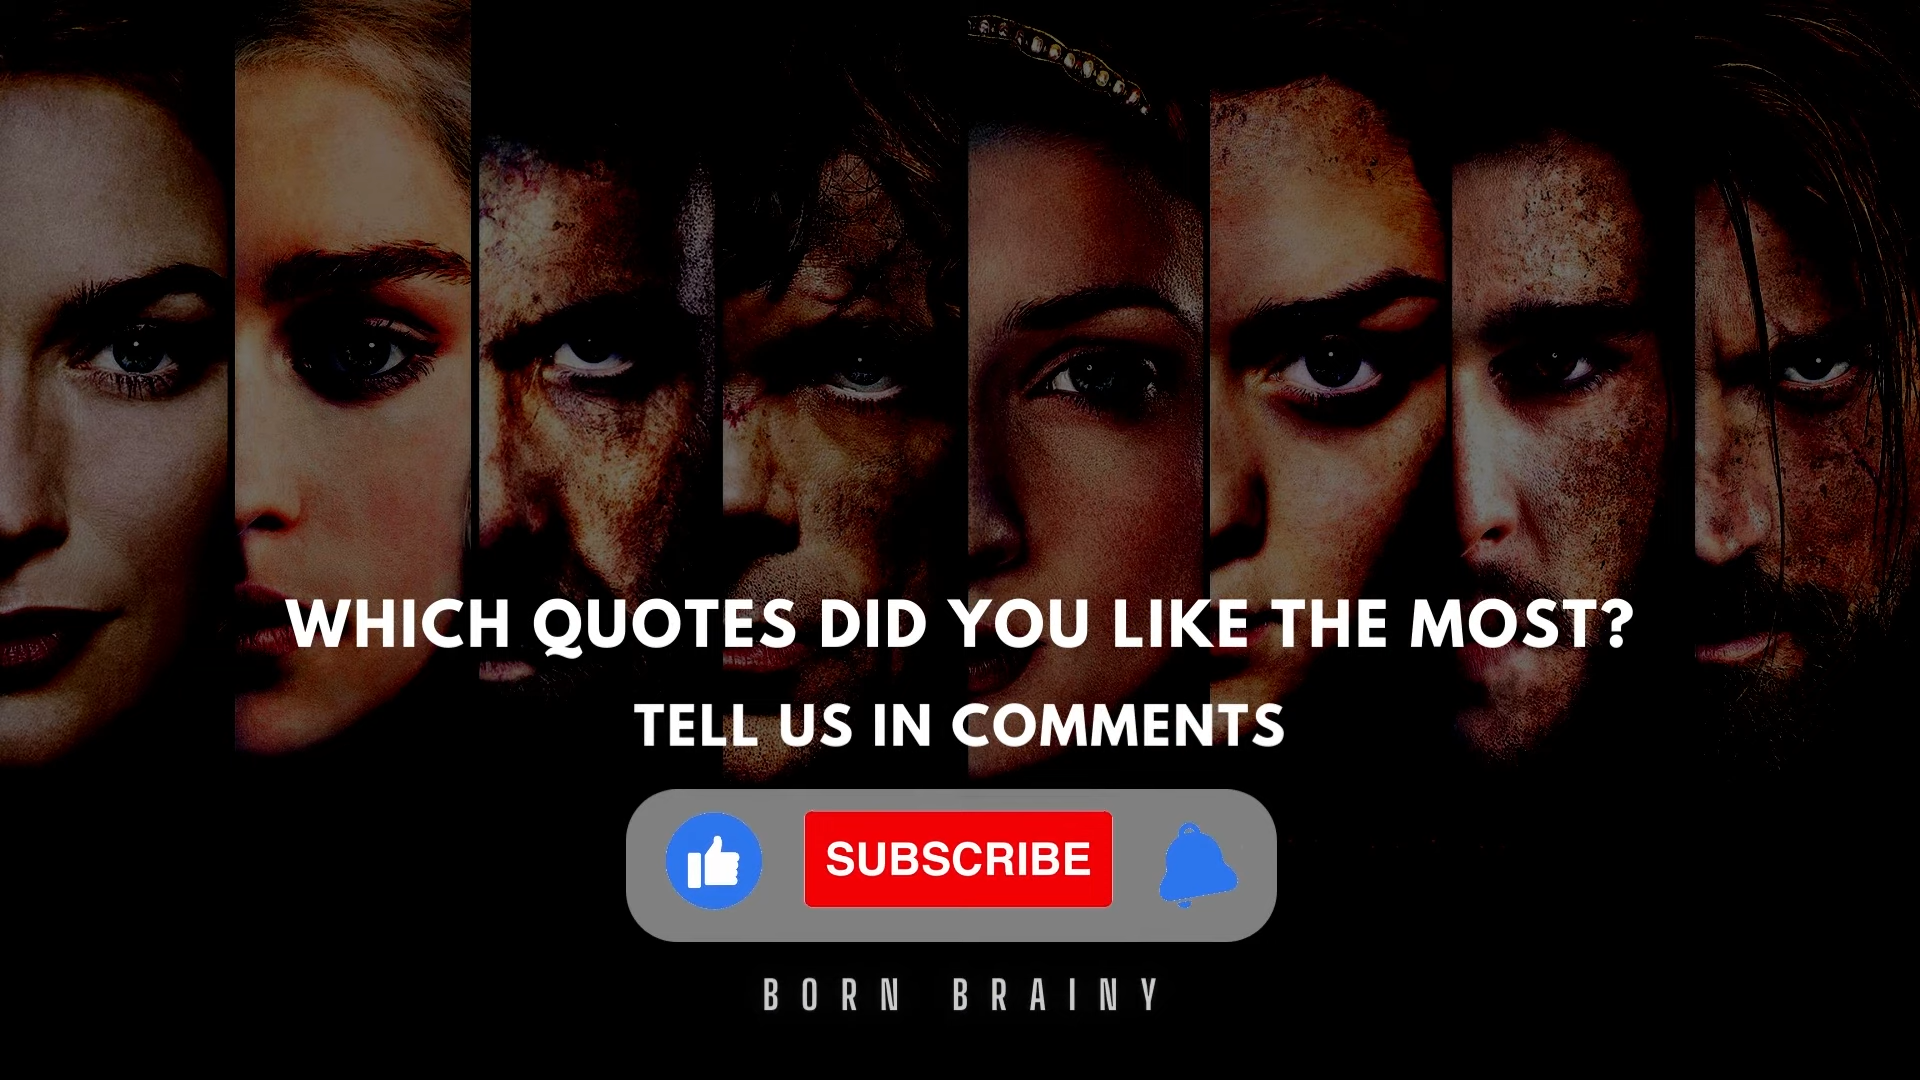 WHICH QUOTES DID YOU LIKE THE MOST?
TELL US IN COMMENTS
SUBSCRIBE
BORN BRAINY